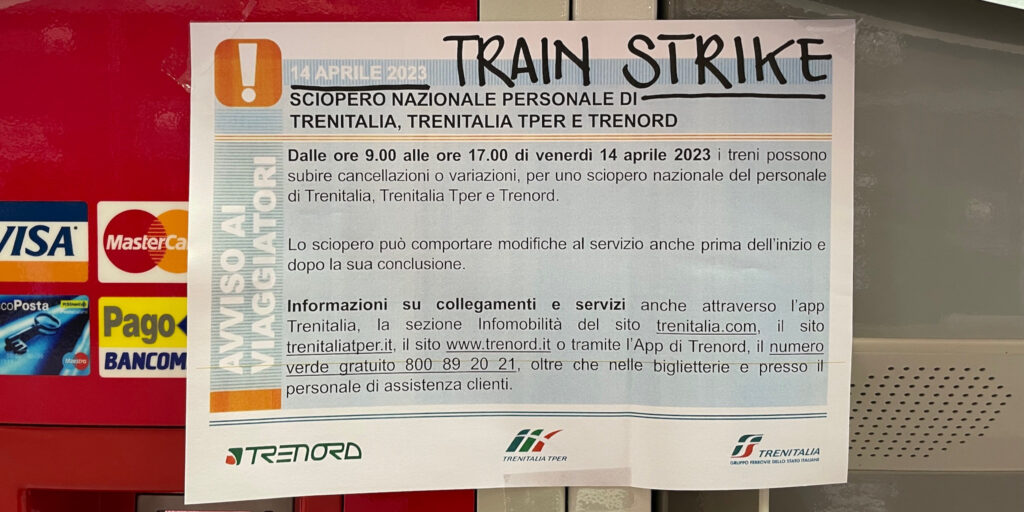 TRAIN STRIKE
14 APRILE 2023
SCIOPERO NAZIONALE PERSONALE DI
TRENITALIA, TRENITALIA TPER E TRENORD
AVVISO AI
VIAGGIATORI
Dalle ore 9.00 alle ore 17.00 di venerdì 14 aprile 2023 i treni possono
subire cancellazioni o variazioni, per uno sciopero nazionale del personale
di Trenitalia, Trenitalia Tper e Trenord.
Lo sciopero può comportare modifiche al servizio anche prima dell'inizio e
dopo la sua conclusione.
Informazioni su collegamenti e servizi anche attraverso l'app
Trenitalia, la sezione Infomobilità del sito trenitalia.com, il sito
trenitaliatper.it, il sito www.trenord.it o tramite l'App di Trenord, il numero
verde gratuito 800 89 20 21, oltre che nelle biglietterie e presso il
personale di assistenza clienti.
TRENORD
TRENITALIA TPER
TRENITALIA
GRUPPO FERROVIE DELLO STATO ITALIANE
VISA
MasterCa
coPosta
Maestro
Pago
BANCOM